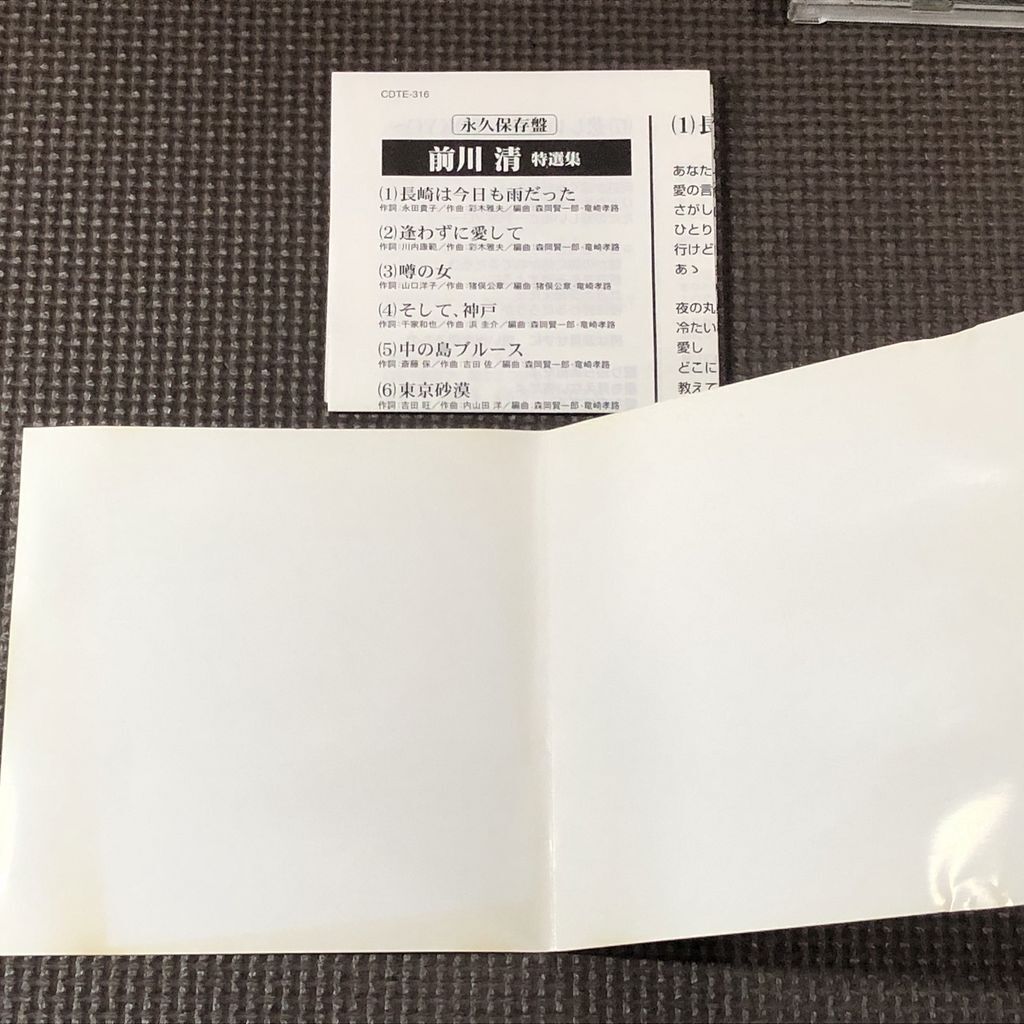 CDTE-316
永久保存盤
前川 清 特選集
(1)長崎は今日も雨だった
作詞:永田貴子／作曲:彩木雅夫／編曲:森岡賢一郎・竜崎孝路
(2)逢わずに愛して
作詞:川内康範／作曲:彩木雅夫／編曲:森岡賢一郎・竜崎孝路
(3)噂の女
作詞:山口洋子／作曲:猪俣公章／編曲:猪俣公章・竜崎孝路
(4)そして、神戸
作詞:千家和也／作曲:浜 圭介／編曲:森岡賢一郎・竜崎孝路
(5)中の島ブルース
作詞:斎藤 保／作曲:吉田 佐／編曲:森岡賢一郎・竜崎孝路
(6)東京砂漠
作詞:吉田 旺／作曲:内山田 洋／編曲:森岡賢一郎・竜崎孝路
(1)長
あなた
愛の言
さがし
ひとり
行けど
あゝ
夜の丸
冷たい
愛し
どこに
教えて